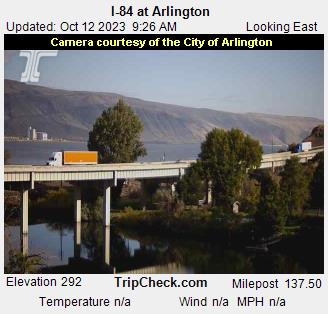 I-84 at Arlington
Updated: Oct 12 2023 9:26 AM Looking East
Camera courtesy of the City of Arlington
Elevation 292 TripCheck.com Milepost 137.50
Temperature n/a Wind n/a MPH n/a